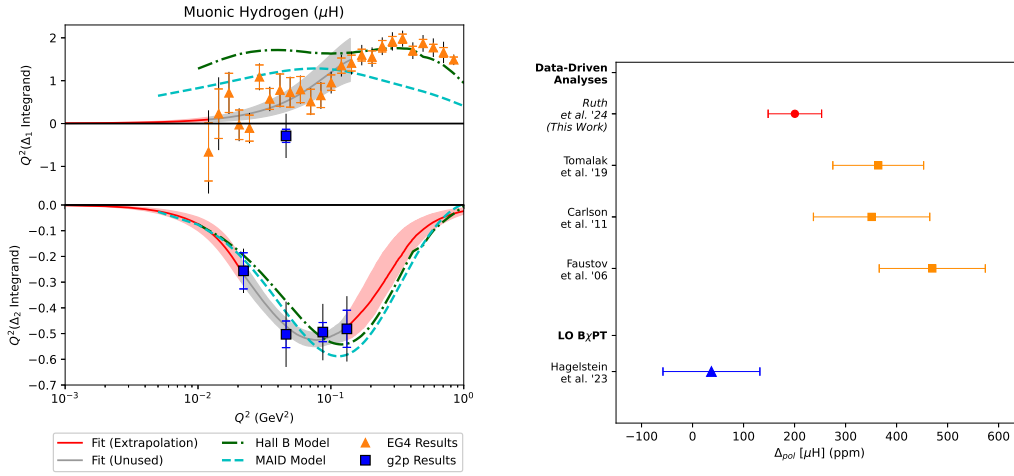 Muonic Hydrogen (μH)
Q²(Δ₁ Integrand)
2
1
0
−1
Q²(Δ₂ Integrand)
0.0
−0.1
−0.2
−0.3
−0.4
−0.5
−0.6
−0.7
10⁻³
10⁻²
10⁻¹
10⁰
Q² (GeV²)
Fit (Extrapolation)
Fit (Unused)
Hall B Model
MAID Model
EG4 Results
g2p Results
Data-Driven
Analyses
Ruth
et al. '24
(This Work)
Tomalak
et al. '19
Carlson
et al. '11
Faustov
et al. '06
LO BχPT
Hagelstein
et al. '23
−100
0
100
200
300
400
500
600
Δpol [μH] (ppm)